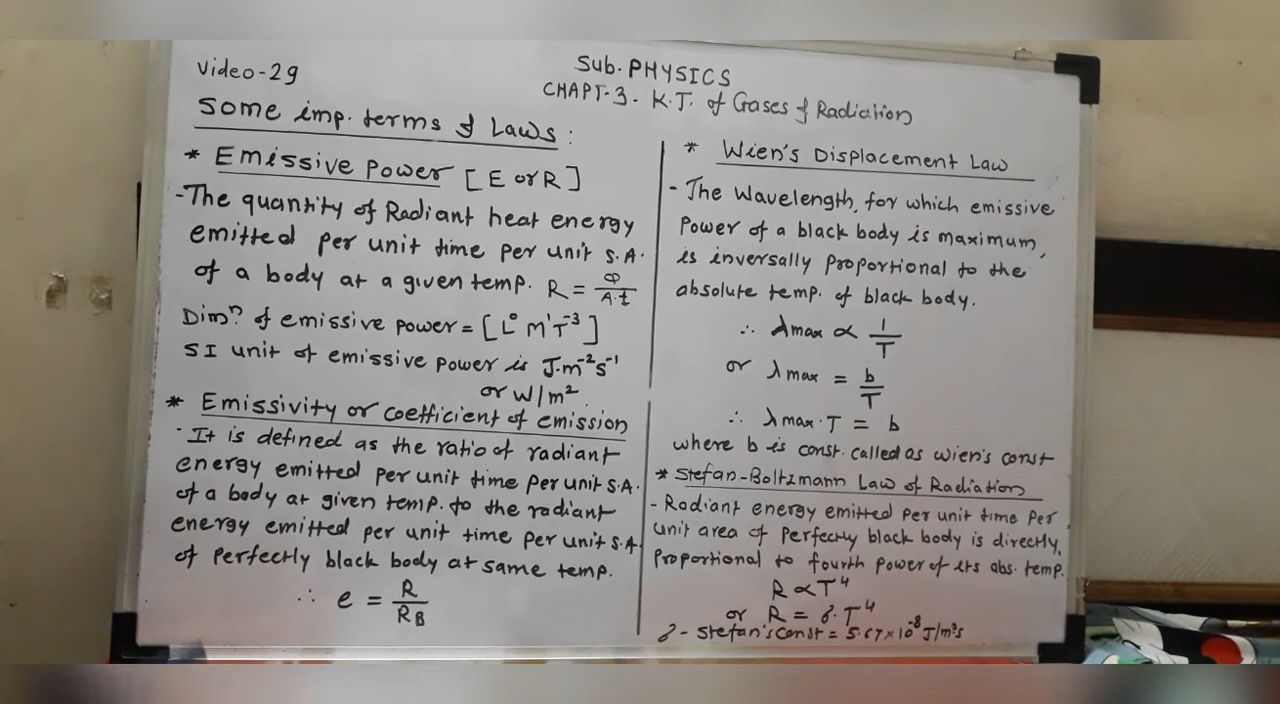 Video-29
Sub. PHYSICS
CHAPT-3. K.T. of Gases & Radiation
Some imp. terms & Laws:
* Emissive Power [E or R]
-The quantity of Radiant heat energy
emitted per unit time per unit S.A.
of a body at a given temp. R = Q/A.t
Dimⁿ. of emissive power = [L⁰ M¹ T⁻³]
SI unit of emissive power is J.m⁻²s⁻¹
or W/m².
* Emissivity or coefficient of emission
- It is defined as the ratio of radiant
energy emitted per unit time per unit S.A.
of a body at given temp. to the radiant
energy emitted per unit time per unit S.A.
of perfectly black body at same temp.
∴ e = R/R_B
* Wien's Displacement Law
- The Wavelength, for which emissive
Power of a black body is maximum,
is inversally proportional to the
absolute temp. of black body.
∴ λmax ∝ 1/T
or λmax = b/T
∴ λmax.T = b
where b is const. called as Wien's const
* Stefan-Boltzmann Law of Radiation
- Radiant energy emitted per unit time per
unit area of perfectly black body is directly
proportional to fourth power of its abs. temp.
R ∝ T⁴
or R = σ.T⁴
σ - Stefan's const = 5.67 × 10⁻⁸ J/m²s